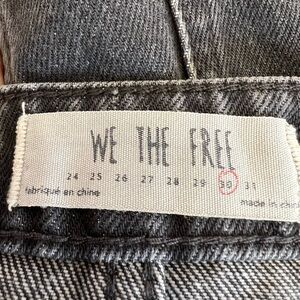 WE THE FREE
24 25 26 27 28 29 30 31
fabriqué en chine
made in china